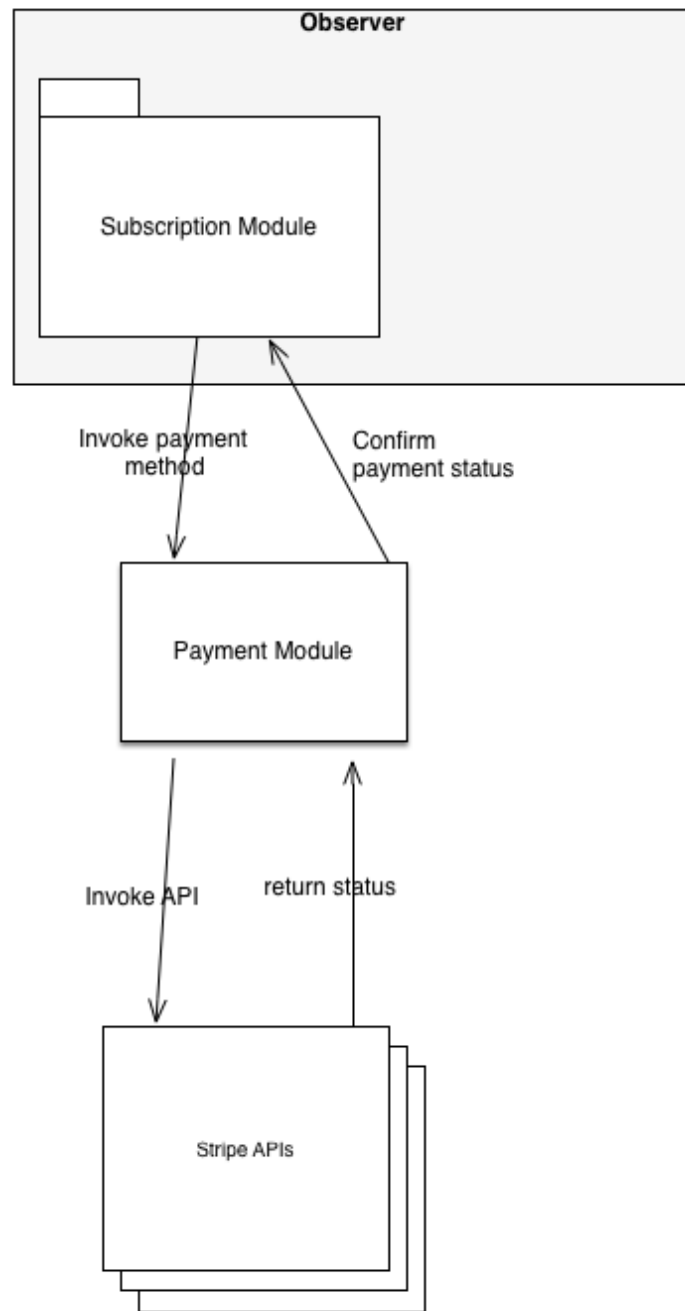 Observer
Subscription Module
Invoke payment
method
Confirm
payment status
Payment Module
Invoke API
return status
Stripe APIs